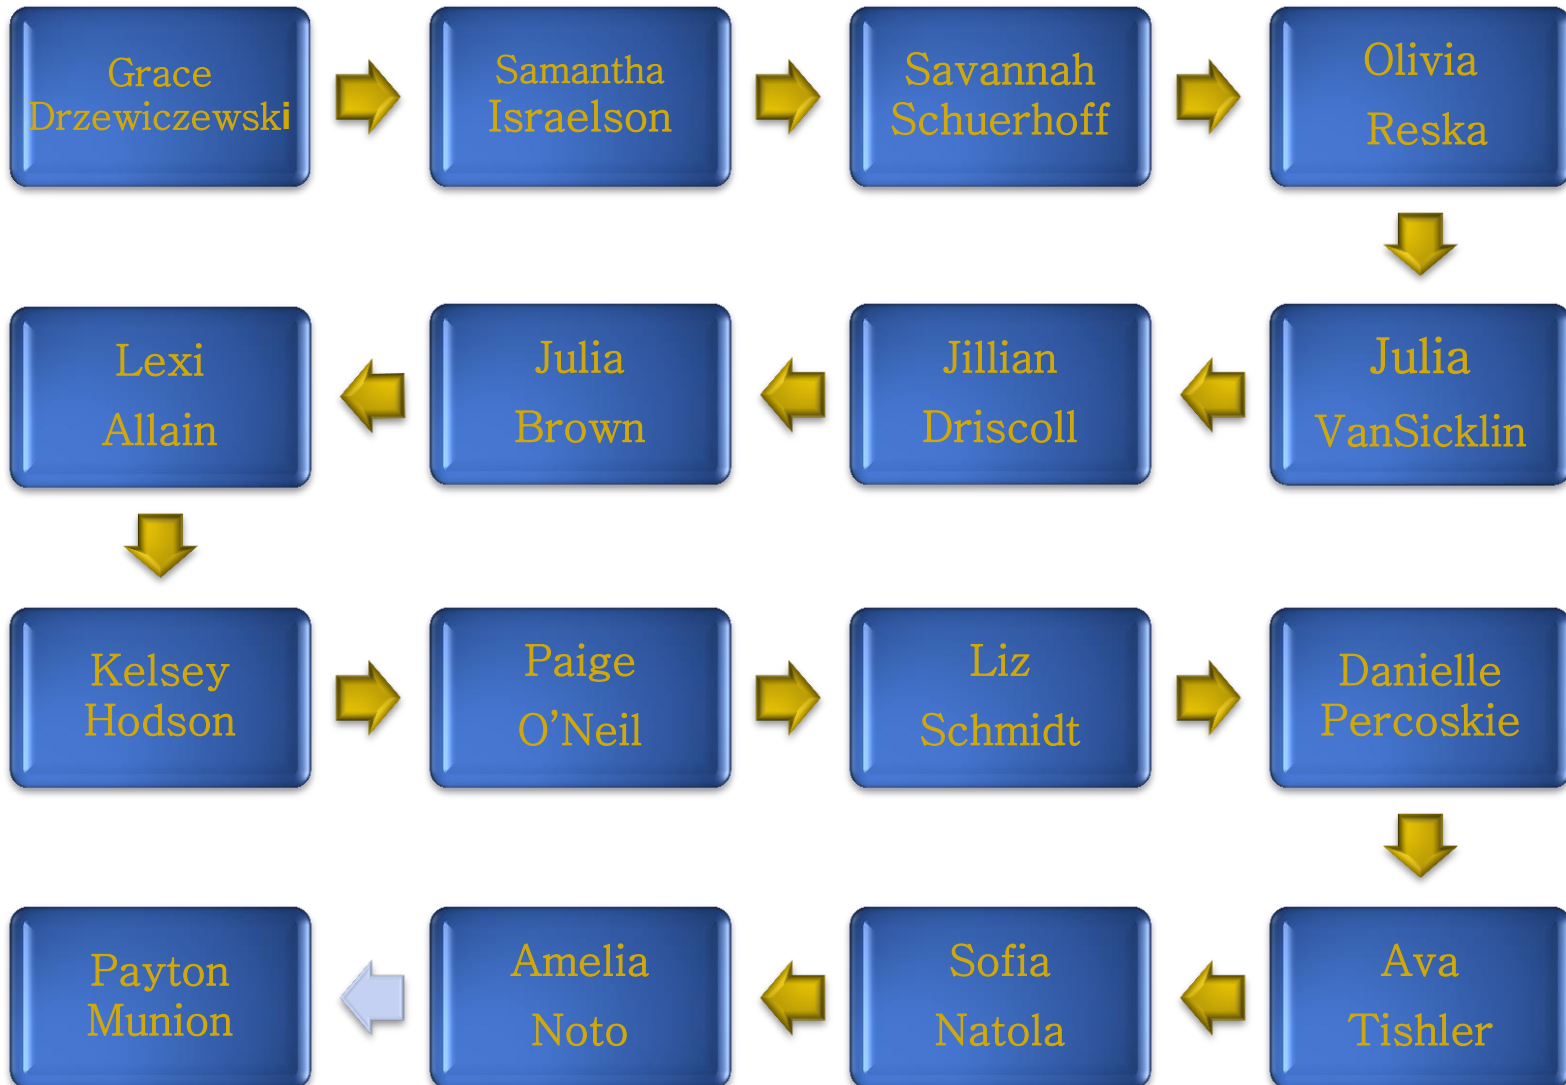 Grace
Drzewiczewski
Samantha
Israelson
Savannah
Schuerhoff
Olivia
Reska
Julia
VanSicklin
Jillian
Driscoll
Julia
Brown
Lexi
Allain
Kelsey
Hodson
Paige
O’Neil
Liz
Schmidt
Danielle
Percoskie
Ava
Tishler
Sofia
Natola
Amelia
Noto
Payton
Munion